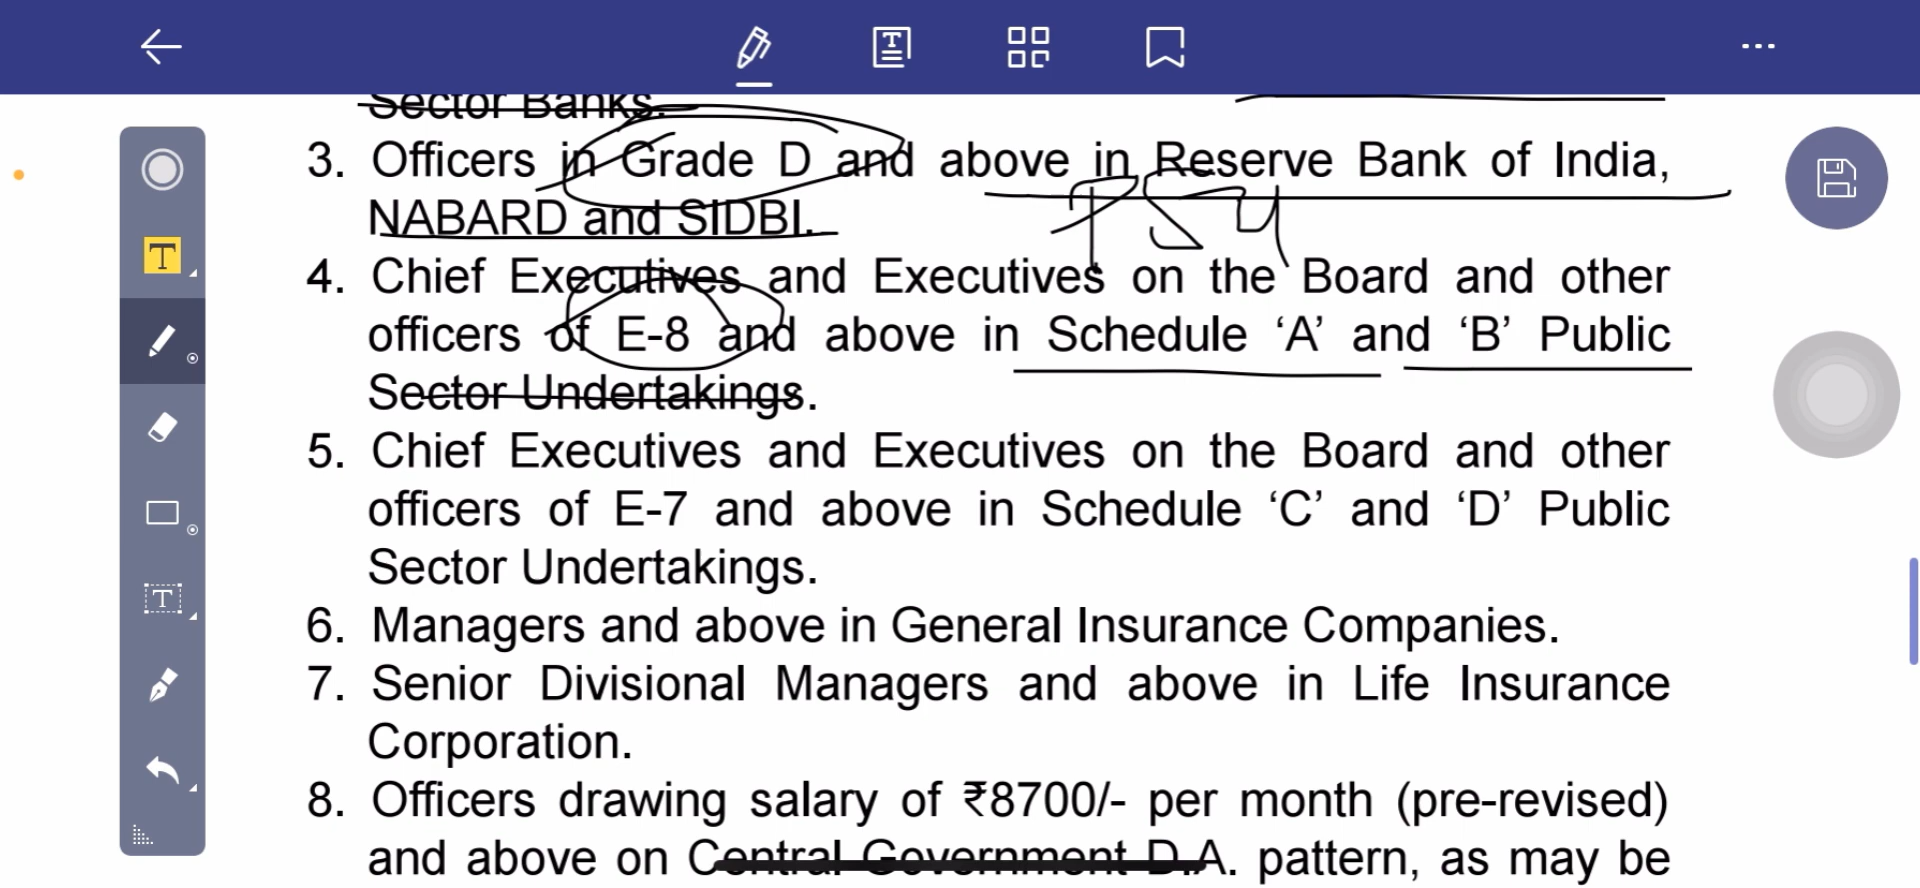 Sector Banks.
3. Officers in Grade D and above in Reserve Bank of India,
NABARD and SIDBI.
4. Chief Executives and Executives on the Board and other
officers of E-8 and above in Schedule ‘A’ and ‘B’ Public
Sector Undertakings.
5. Chief Executives and Executives on the Board and other
officers of E-7 and above in Schedule ‘C’ and ‘D’ Public
Sector Undertakings.
6. Managers and above in General Insurance Companies.
7. Senior Divisional Managers and above in Life Insurance
Corporation.
8. Officers drawing salary of ₹8700/- per month (pre-revised)
and above on Central Government D.A. pattern, as may be